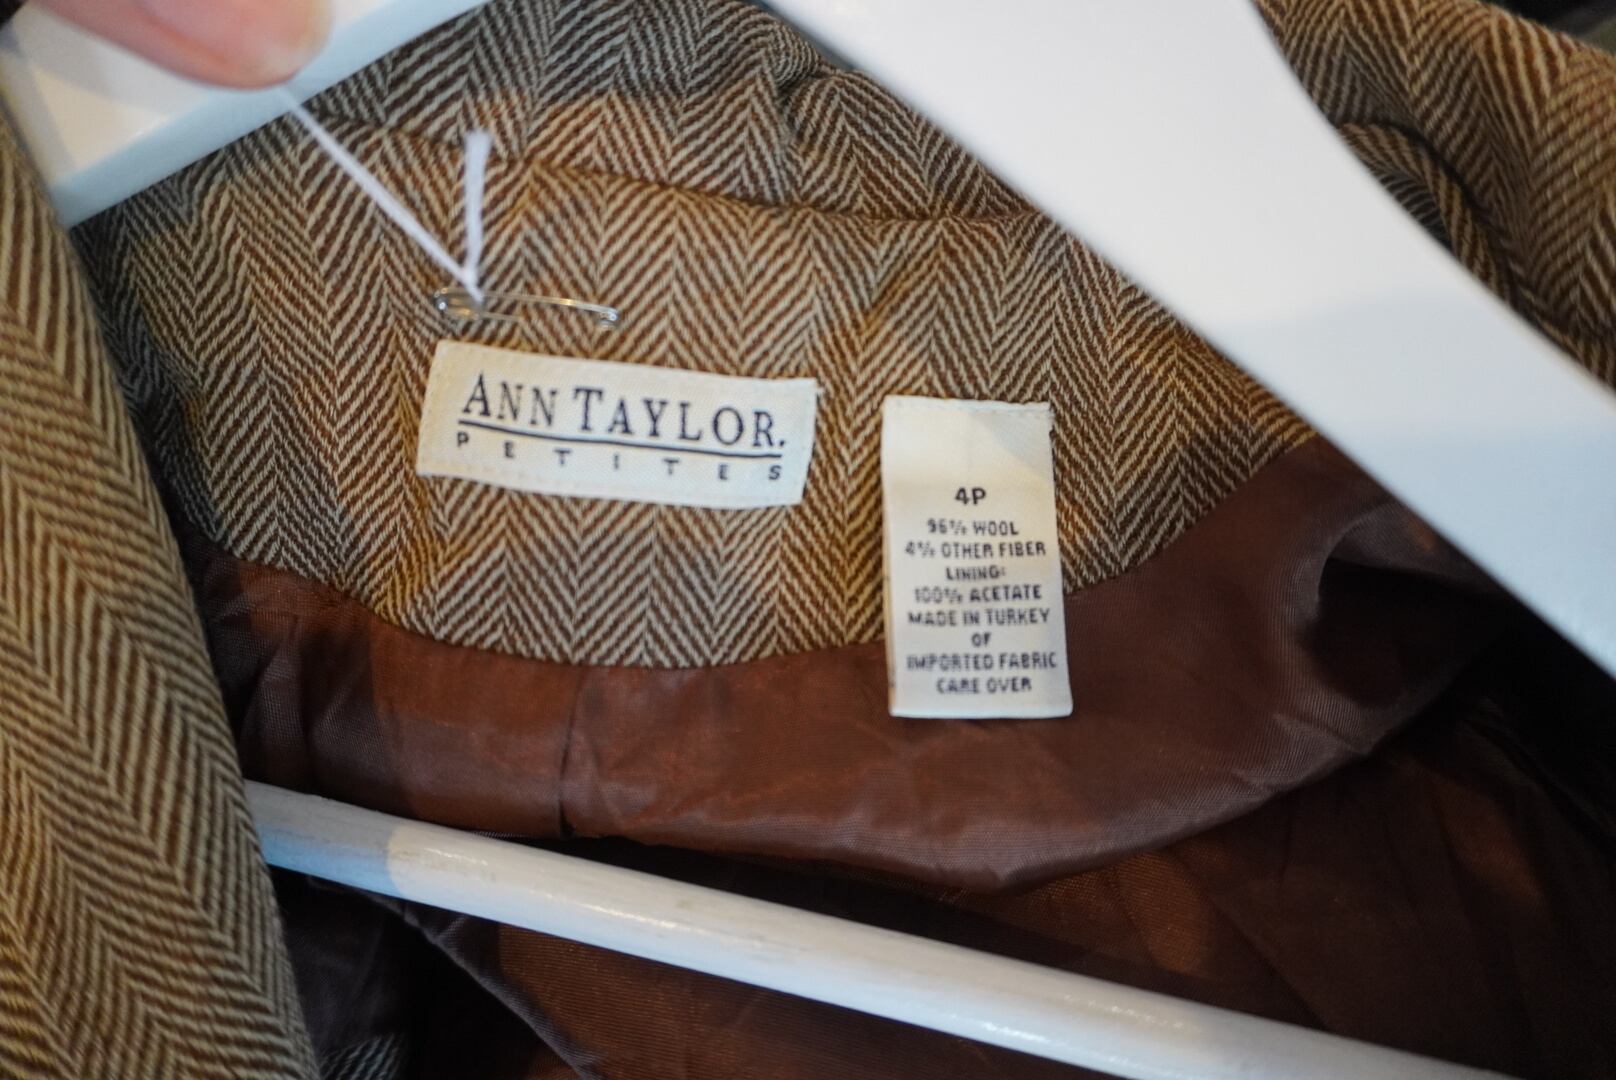 ANN TAYLOR.
PETITES
4P
96% WOOL
4% OTHER FIBER
LINING:
100% ACETATE
MADE IN TURKEY
OF
IMPORTED FABRIC
CARE OVER